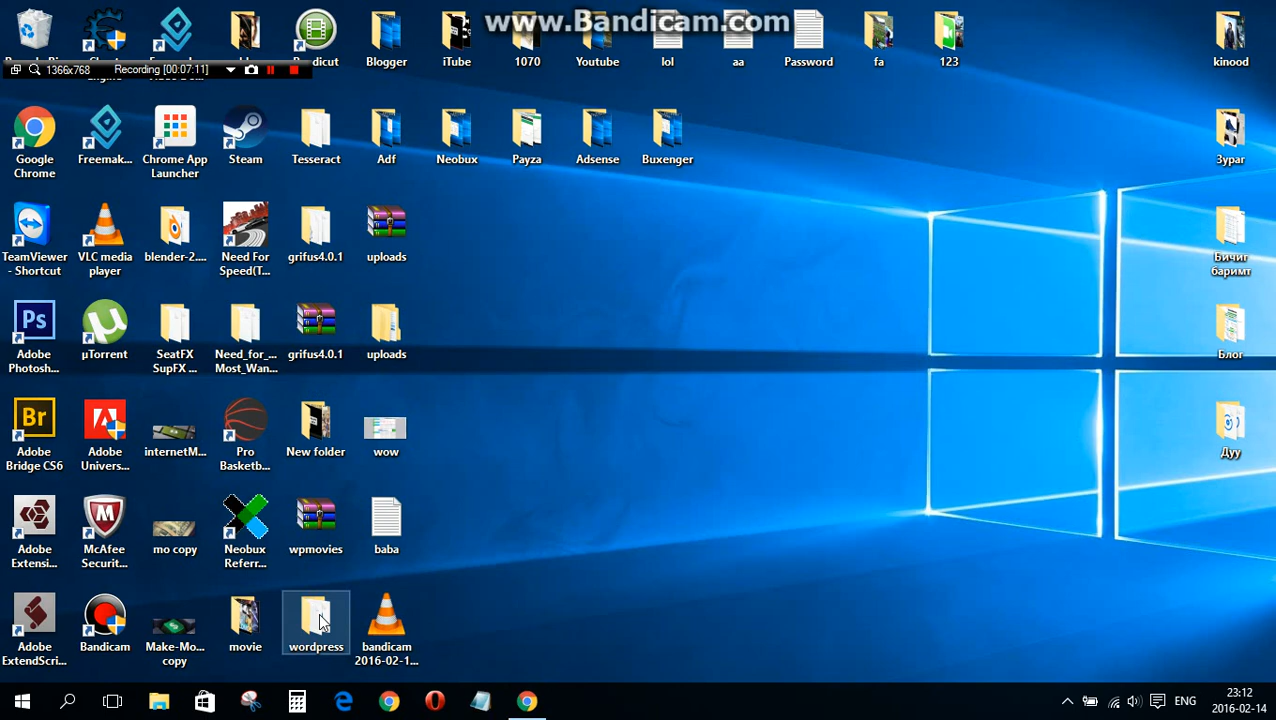 www.Bandicam.com
1366x768 Recording [00:07:11]
Blogger
iTube
1070
Youtube
lol
aa
Password
fa
123
kinood
Google
Chrome
Freemak...
Chrome App
Launcher
Steam
Tesseract
Adf
Neobux
Payza
Adsense
Buxenger
Зураг
TeamViewer
- Shortcut
VLC media
player
blender-2....
Need For
Speed(T...
grifus4.0.1
uploads
Бичиг
баримт
Ps
Adobe
Photosh...
µTorrent
SeatFX
SupFX ...
Need_for_...
Most_Wan...
grifus4.0.1
uploads
Блог
Br
Adobe
Bridge CS6
Adobe
Univers...
internetM...
Pro
Basketb...
New folder
wow
Дуу
Adobe
Extensi...
McAfee
Securit...
mo copy
Neobux
Referr...
wpmovies
baba
Adobe
ExtendScri...
Bandicam
Make-Mo...
copy
movie
wordpress
bandicam
2016-02-1...
ENG
23:12
2016-02-14